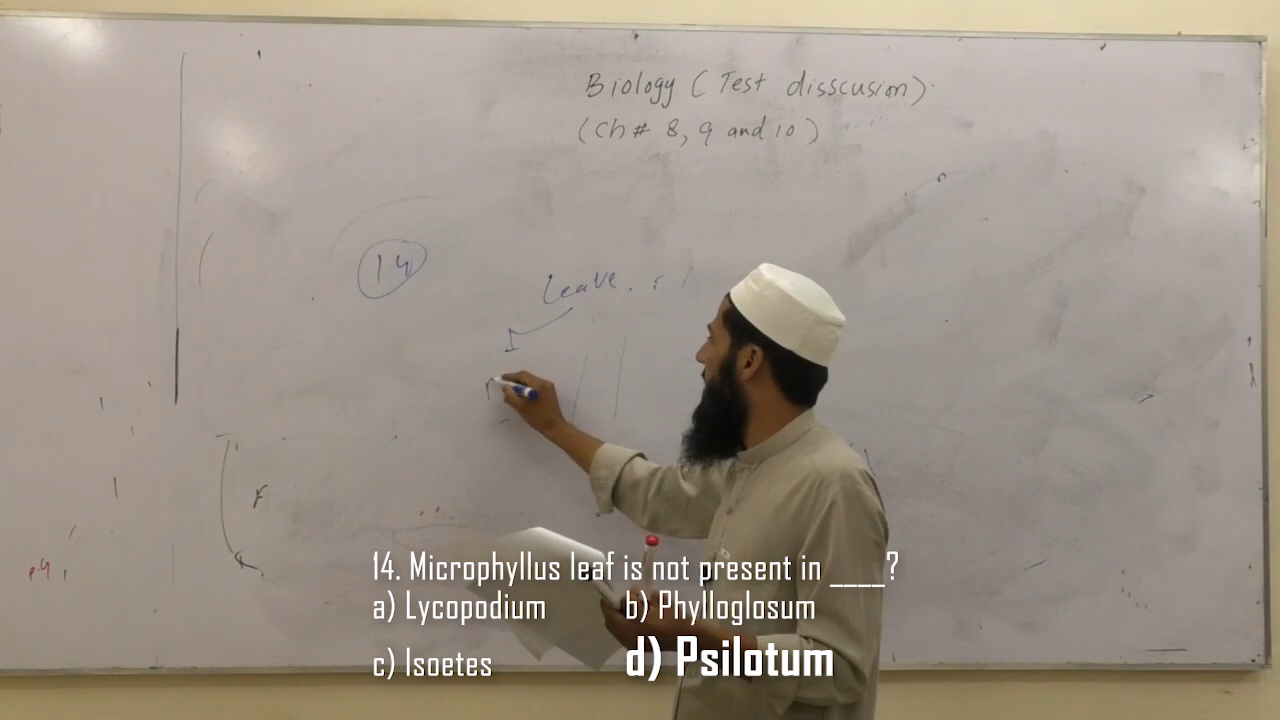 Biology (Test disscusion)
(Ch# 8, 9 and 10)
14
Leave.
14. Microphyllus leaf is not present in ____?
a) Lycopodium b) Phylloglosum
c) Isoetes d) Psilotum